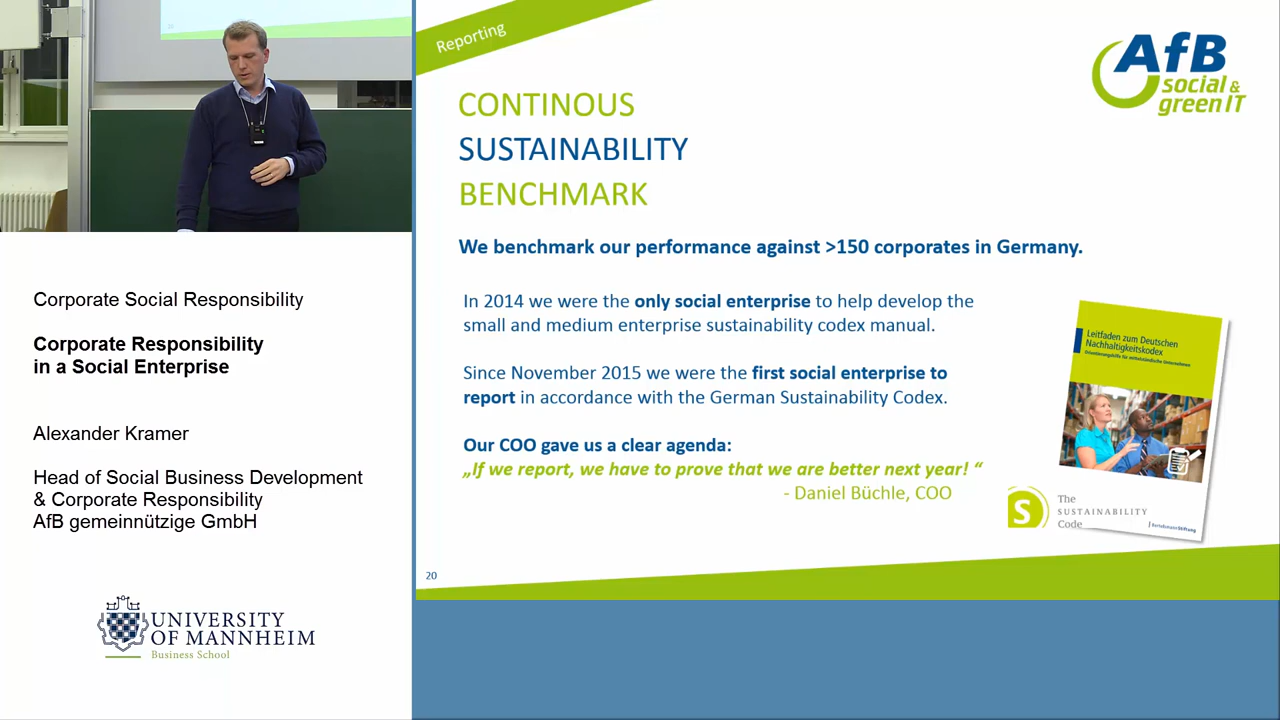 Corporate Social Responsibility
Corporate Responsibility
in a Social Enterprise
Alexander Kramer
Head of Social Business Development
& Corporate Responsibility
AfB gemeinnützige GmbH
UNIVERSITY
OF MANNHEIM
Business School
Reporting
AfB
social &
green IT
CONTINOUS
SUSTAINABILITY
BENCHMARK
We benchmark our performance against >150 corporates in Germany.
In 2014 we were the only social enterprise to help develop the
small and medium enterprise sustainability codex manual.
Since November 2015 we were the first social enterprise to
report in accordance with the German Sustainability Codex.
Our COO gave us a clear agenda:
„If we report, we have to prove that we are better next year! “
- Daniel Büchle, COO
Leitfaden zum Deutschen
Nachhaltigkeitskodex
Orientierungshilfe für mittelständische Unternehmen
S
The
SUSTAINABILITY
Code
BertelsmannStiftung
20